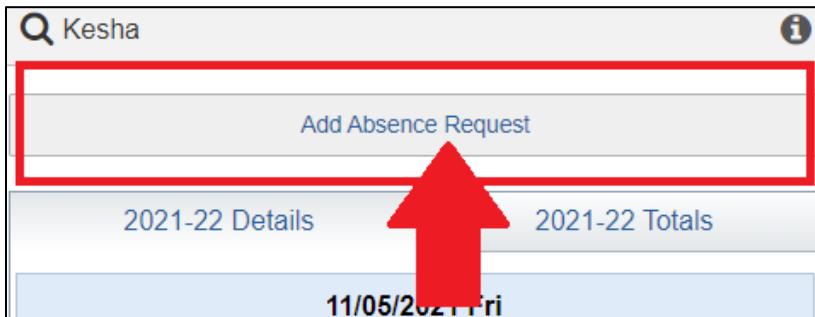 Kesha
Add Absence Request
2021-22 Details 2021-22 Totals
11/05/2021 Fri